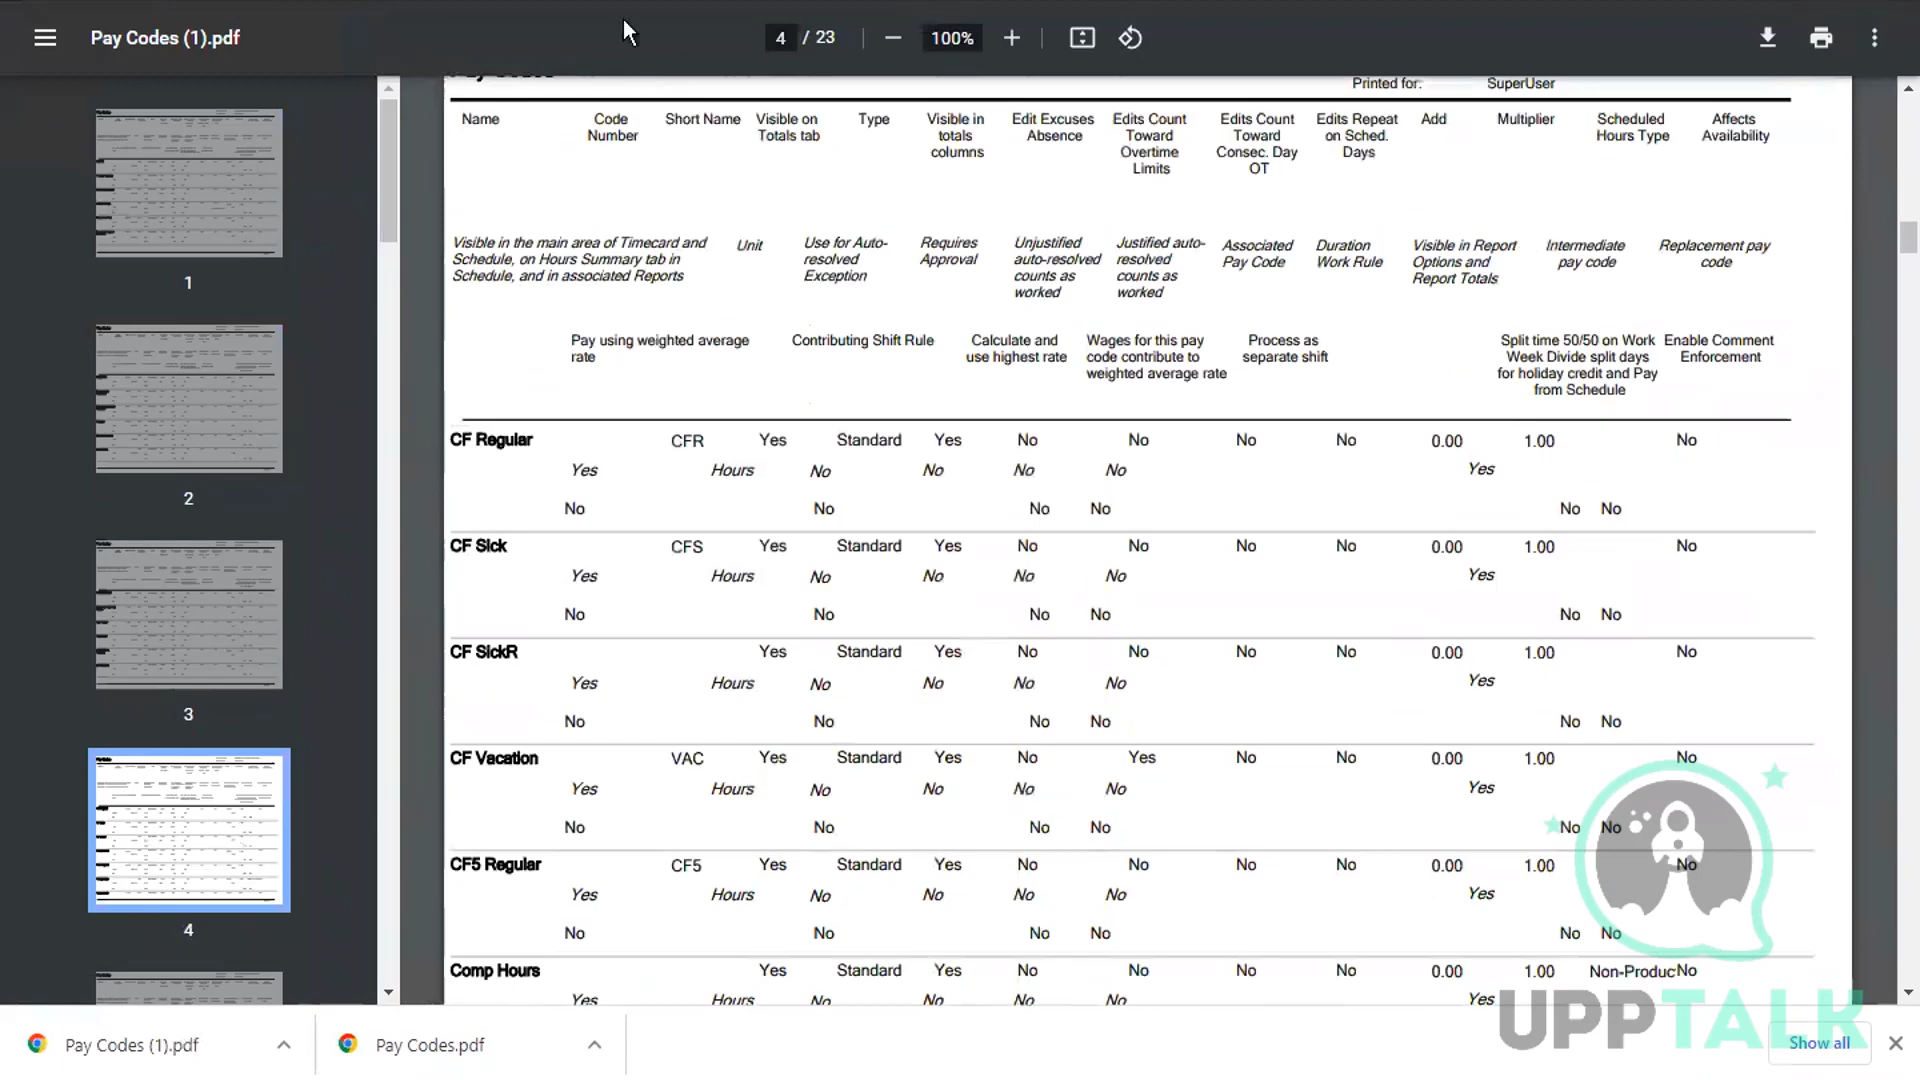 Pay Codes (1).pdf
4 / 23
100%
1
2
3
4
Printed for: SuperUser
Name Code Number Short Name Visible on Totals tab Type Visible in totals columns Edit Excuses Absence Edits Count Toward Overtime Limits Edits Count Toward Consec. Day OT Edits Repeat on Sched. Days Add Multiplier Scheduled Hours Type Affects Availability
Visible in the main area of Timecard and Schedule, on Hours Summary tab in Schedule, and in associated Reports Unit Use for Auto-resolved Exception Requires Approval Unjustified auto-resolved counts as worked Justified auto-resolved counts as worked Associated Pay Code Duration Work Rule Visible in Report Options and Report Totals Intermediate pay code Replacement pay code
Pay using weighted average rate Contributing Shift Rule Calculate and use highest rate Wages for this pay code contribute to weighted average rate Process as separate shift Split time 50/50 on Work Week Divide split days for holiday credit and Pay from Schedule Enable Comment Enforcement
CF Regular CFR Yes Standard Yes No No No No 0.00 1.00 No
Yes Hours No No No No Yes
No No No No No No
CF Sick CFS Yes Standard Yes No No No No 0.00 1.00 No
Yes Hours No No No No Yes
No No No No No No
CF SickR Yes Standard Yes No No No No 0.00 1.00 No
Yes Hours No No No No Yes
No No No No No No
CF Vacation VAC Yes Standard Yes No Yes No No 0.00 1.00 No
Yes Hours No No No No Yes
No No No No No No
CF5 Regular CF5 Yes Standard Yes No No No No 0.00 1.00 No
Yes Hours No No No No Yes
No No No No No No
Comp Hours Yes Standard Yes No No No No 0.00 1.00 Non-Produc No
Yes Hours No No No No Yes
UPPTALK
Pay Codes (1).pdf
Pay Codes.pdf
Show all